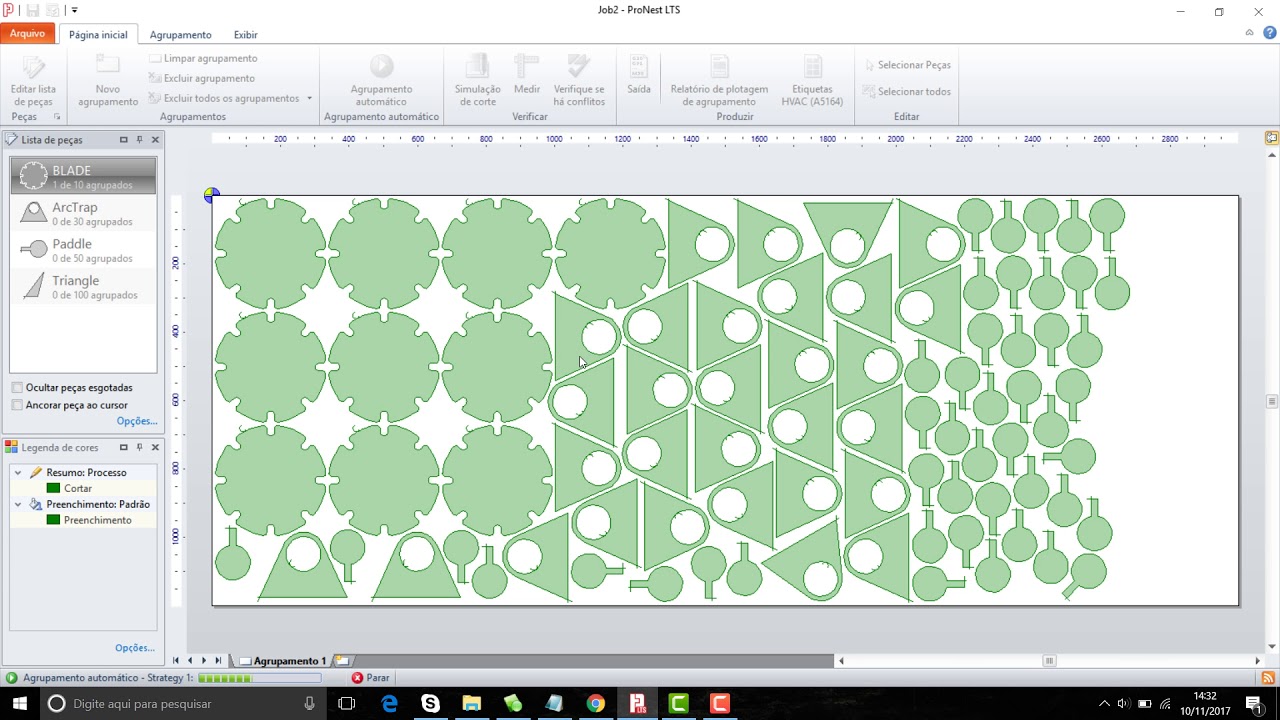 Job2 - ProNest LTS
Arquivo
Página inicial
Agrupamento
Exibir
Editar lista de peças
Peças
Novo agrupamento
Limpar agrupamento
Excluir agrupamento
Excluir todos os agrupamentos
Agrupamentos
Agrupamento automático
Agrupamento automático
Simulação de corte
Medir
Verifique se há conflitos
Verificar
Saída
Relatório de plotagem de agrupamento
Etiquetas HVAC (A5164)
Produzir
Selecionar Peças
Selecionar todos
Editar
Lista de peças
BLADE
1 de 10 agrupados
ArcTrap
0 de 30 agrupados
Paddle
0 de 50 agrupados
Triangle
0 de 100 agrupados
Ocultar peças esgotadas
Ancorar peça ao cursor
Opções...
Legenda de cores
Resumo: Processo
Cortar
Preenchimento: Padrão
Preenchimento
Opções...
200 400 600 800 1000 1200 1400 1600 1800 2000 2200 2400 2600 2800
200
400
600
800
1000
Agrupamento 1
Agrupamento automático - Strategy 1:
Parar
Digite aqui para pesquisar
14:32
10/11/2017